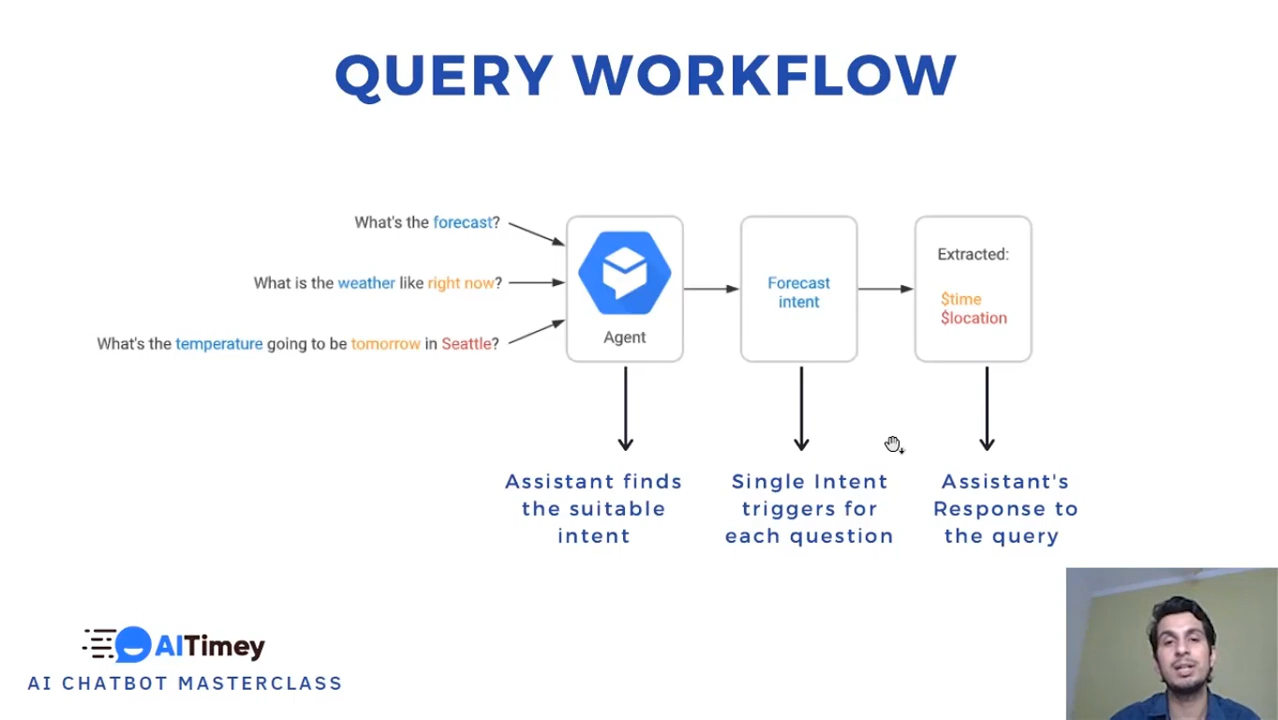 QUERY WORKFLOW
What's the forecast?
What is the weather like right now?
What's the temperature going to be tomorrow in Seattle?
Agent
Forecast
intent
Extracted:
$time
$location
Assistant finds
the suitable
intent
Single Intent
triggers for
each question
Assistant's
Response to
the query
AITimey
AI CHATBOT MASTERCLASS